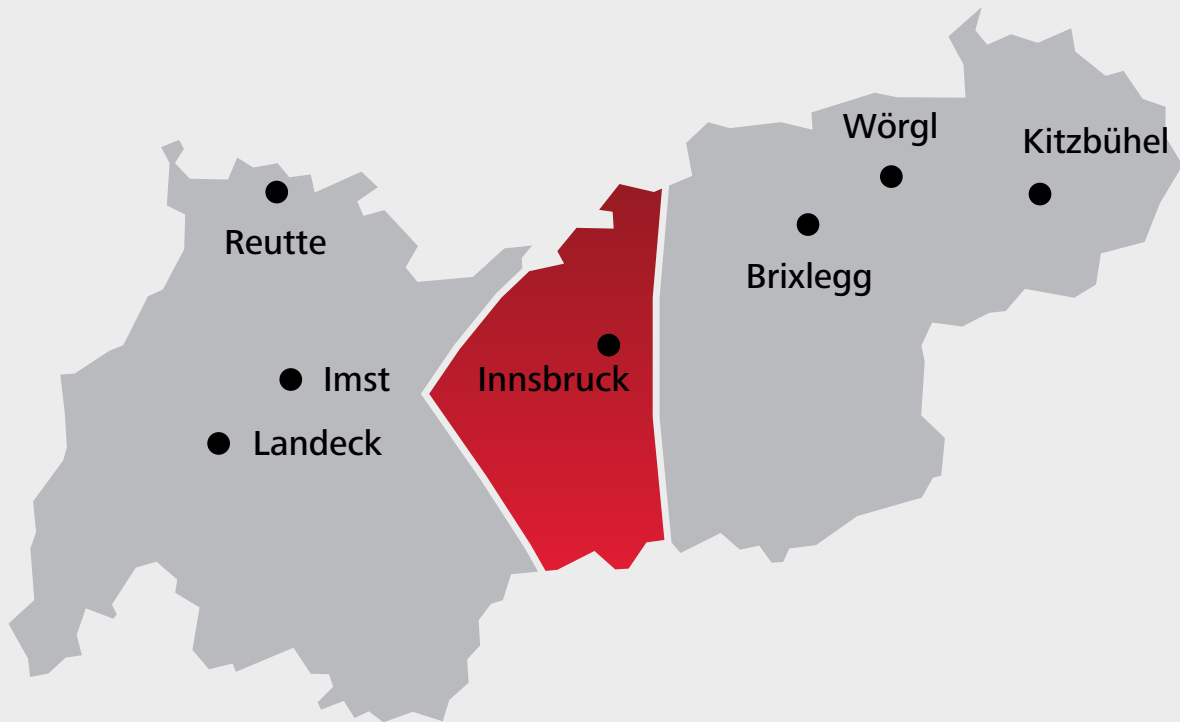 Wörgl
Kitzbühel
Reutte
Brixlegg
Imst
Innsbruck
Landeck